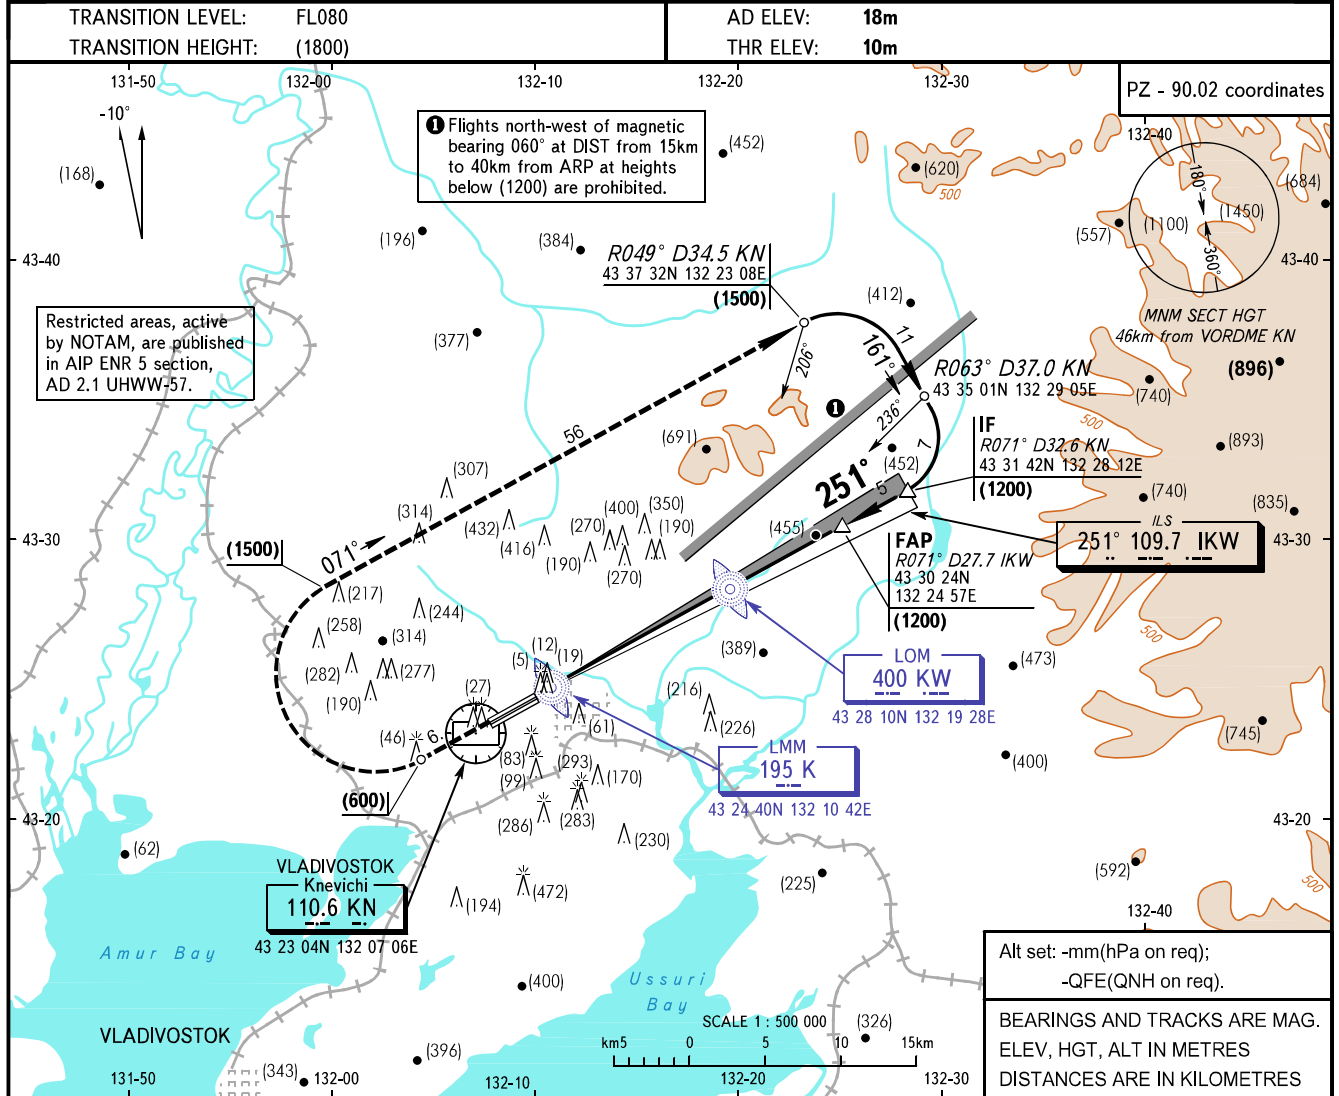 TRANSITION LEVEL: FL080
TRANSITION HEIGHT: (1800)
AD ELEV: 18m
THR ELEV: 10m
131-50
132-00
132-10
132-20
132-30
PZ - 90.02 coordinates
132-40
-10°
❶ Flights north-west of magnetic
bearing 060° at DIST from 15km
to 40km from ARP at heights
below (1200) are prohibited.
(452)
(620)
500
(168)
(684)
180°
(1100)
(1450)
(557)
360°
(196)
(384)
43-40
43-40
R049° D34.5 KN
43 37 32N 132 23 08E
(1500)
(412)
MNM SECT HGT
46km from VORDME KN
(896)
Restricted areas, active
by NOTAM, are published
in AIP ENR 5 section,
AD 2.1 UHWW-57.
(377)
11
161°
206°
R063° D37.0 KN
43 35 01N 132 29 05E
(740)
❶
236°
500
56
(691)
7
(452)
IF
R071° D32.6 KN
43 31 42N 132 28 12E
(1200)
(893)
(307)
251°
5
(740)
(835)
(314)
(432)
(416)
(400)
(350)
(270)
(190)
(190)
(270)
(455)
43-30
43-30
ILS
251° 109.7 IKW
FAP
R071° D27.7 IKW
43 30 24N
132 24 57E
(1200)
(1500)
071°
(217)
(244)
(258)
(314)
500
(282)
(277)
(190)
(12)
(5)
(19)
(389)
LOM
400 KW
43 28 10N 132 19 28E
(473)
(27)
(216)
(226)
(61)
(46)
6
(745)
(83)
(99)
(293)
(170)
LMM
195 K
43 24 40N 132 10 42E
(400)
(600)
(286)
(283)
(230)
43-20
43-20
(62)
VLADIVOSTOK
Knevichi
110.6 KN
43 23 04N 132 07 06E
(472)
(194)
(225)
(592)
500
132-40
Amur Bay
Ussuri
Bay
(400)
Alt set: -mm(hPa on req);
-QFE(QNH on req).
VLADIVOSTOK
SCALE 1 : 500 000
km5 0 5 10 15km
(326)
(396)
(343)
BEARINGS AND TRACKS ARE MAG.
ELEV, HGT, ALT IN METRES
DISTANCES ARE IN KILOMETRES
131-50
132-00
132-10
132-20
132-30